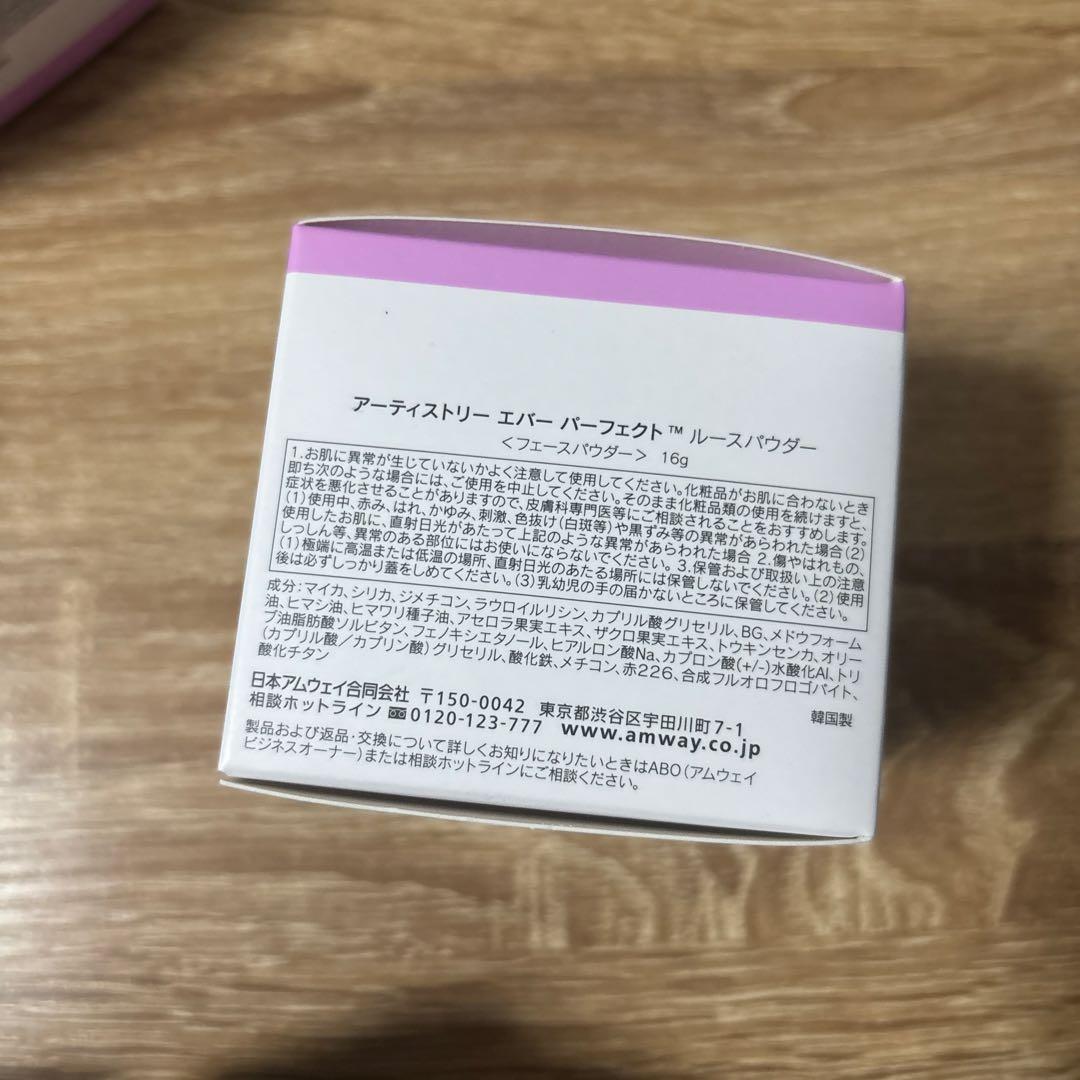 アーティストリー エバー パーフェクト™ ルースパウダー
＜フェースパウダー＞ 16g
1.お肌に異常が生じていないかよく注意して使用してください。化粧品がお肌に合わないとき
即ち次のような場合には、ご使用を中止してください。そのまま化粧品類の使用を続けますと、
症状を悪化させることがありますので、皮膚科専門医等にご相談されることをおすすめします。
(1)使用中、赤み、はれ、かゆみ、刺激、色抜け(白斑等)や黒ずみ等の異常があらわれた場合(2)
使用したお肌に、直射日光があたって上記のような異常があらわれた場合 2.傷やはれもの、
しっしん等、異常のある部位にはお使いにならないでください。3.保管および取扱い上の注意
(1)極端に高温または低温の場所、直射日光のあたる場所には保管しないでください。(2)使用
後は必ずしっかり蓋をしめてください。(3)乳幼児の手の届かないところに保管してください。
成分：マイカ、シリカ、ジメチコン、ラウロイルリシン、カプリル酸グリセリル、BG、メドウフォーム
油、ヒマシ油、ヒマワリ種子油、アセロラ果実エキス、ザクロ果実エキス、トウキンセンカ、オリー
ブ油脂肪酸ソルビタン、フェノキシエタノール、ヒアルロン酸Na、カプロン酸(+/-)水酸化Al、トリ
(カプリル酸／カプリン酸)グリセリル、酸化鉄、メチコン、赤226、合成フルオロフロゴパイト、
酸化チタン
韓国製
日本アムウェイ合同会社 〒150-0042 東京都渋谷区宇田川町7-1
相談ホットライン 0120-123-777 www.amway.co.jp
製品および返品・交換について詳しくお知りになりたいときはABO(アムウェイ
ビジネスオーナー)または相談ホットラインにご相談ください。